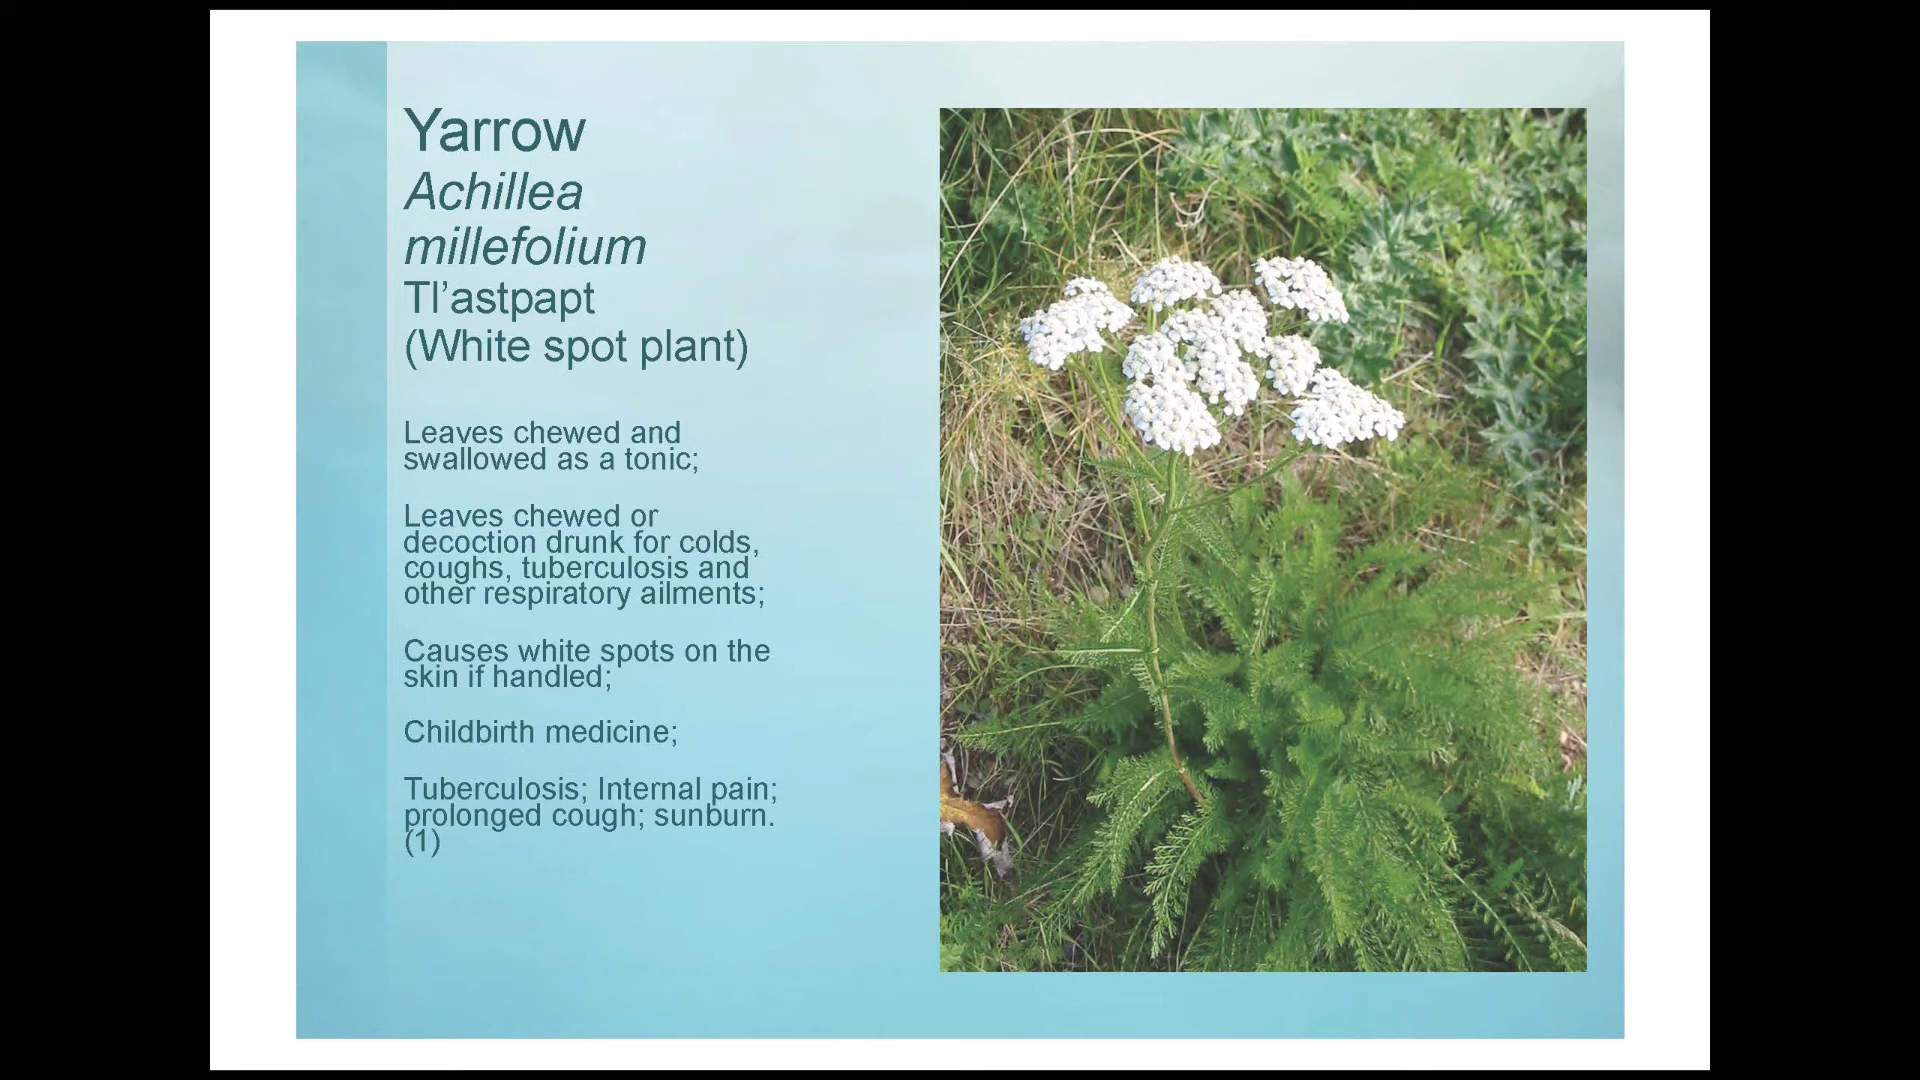 Yarrow
Achillea
millefolium
Tl’astpapt
(White spot plant)
Leaves chewed and
swallowed as a tonic;
Leaves chewed or
decoction drunk for colds,
coughs, tuberculosis and
other respiratory ailments;
Causes white spots on the
skin if handled;
Childbirth medicine;
Tuberculosis; Internal pain;
prolonged cough; sunburn.
(1)